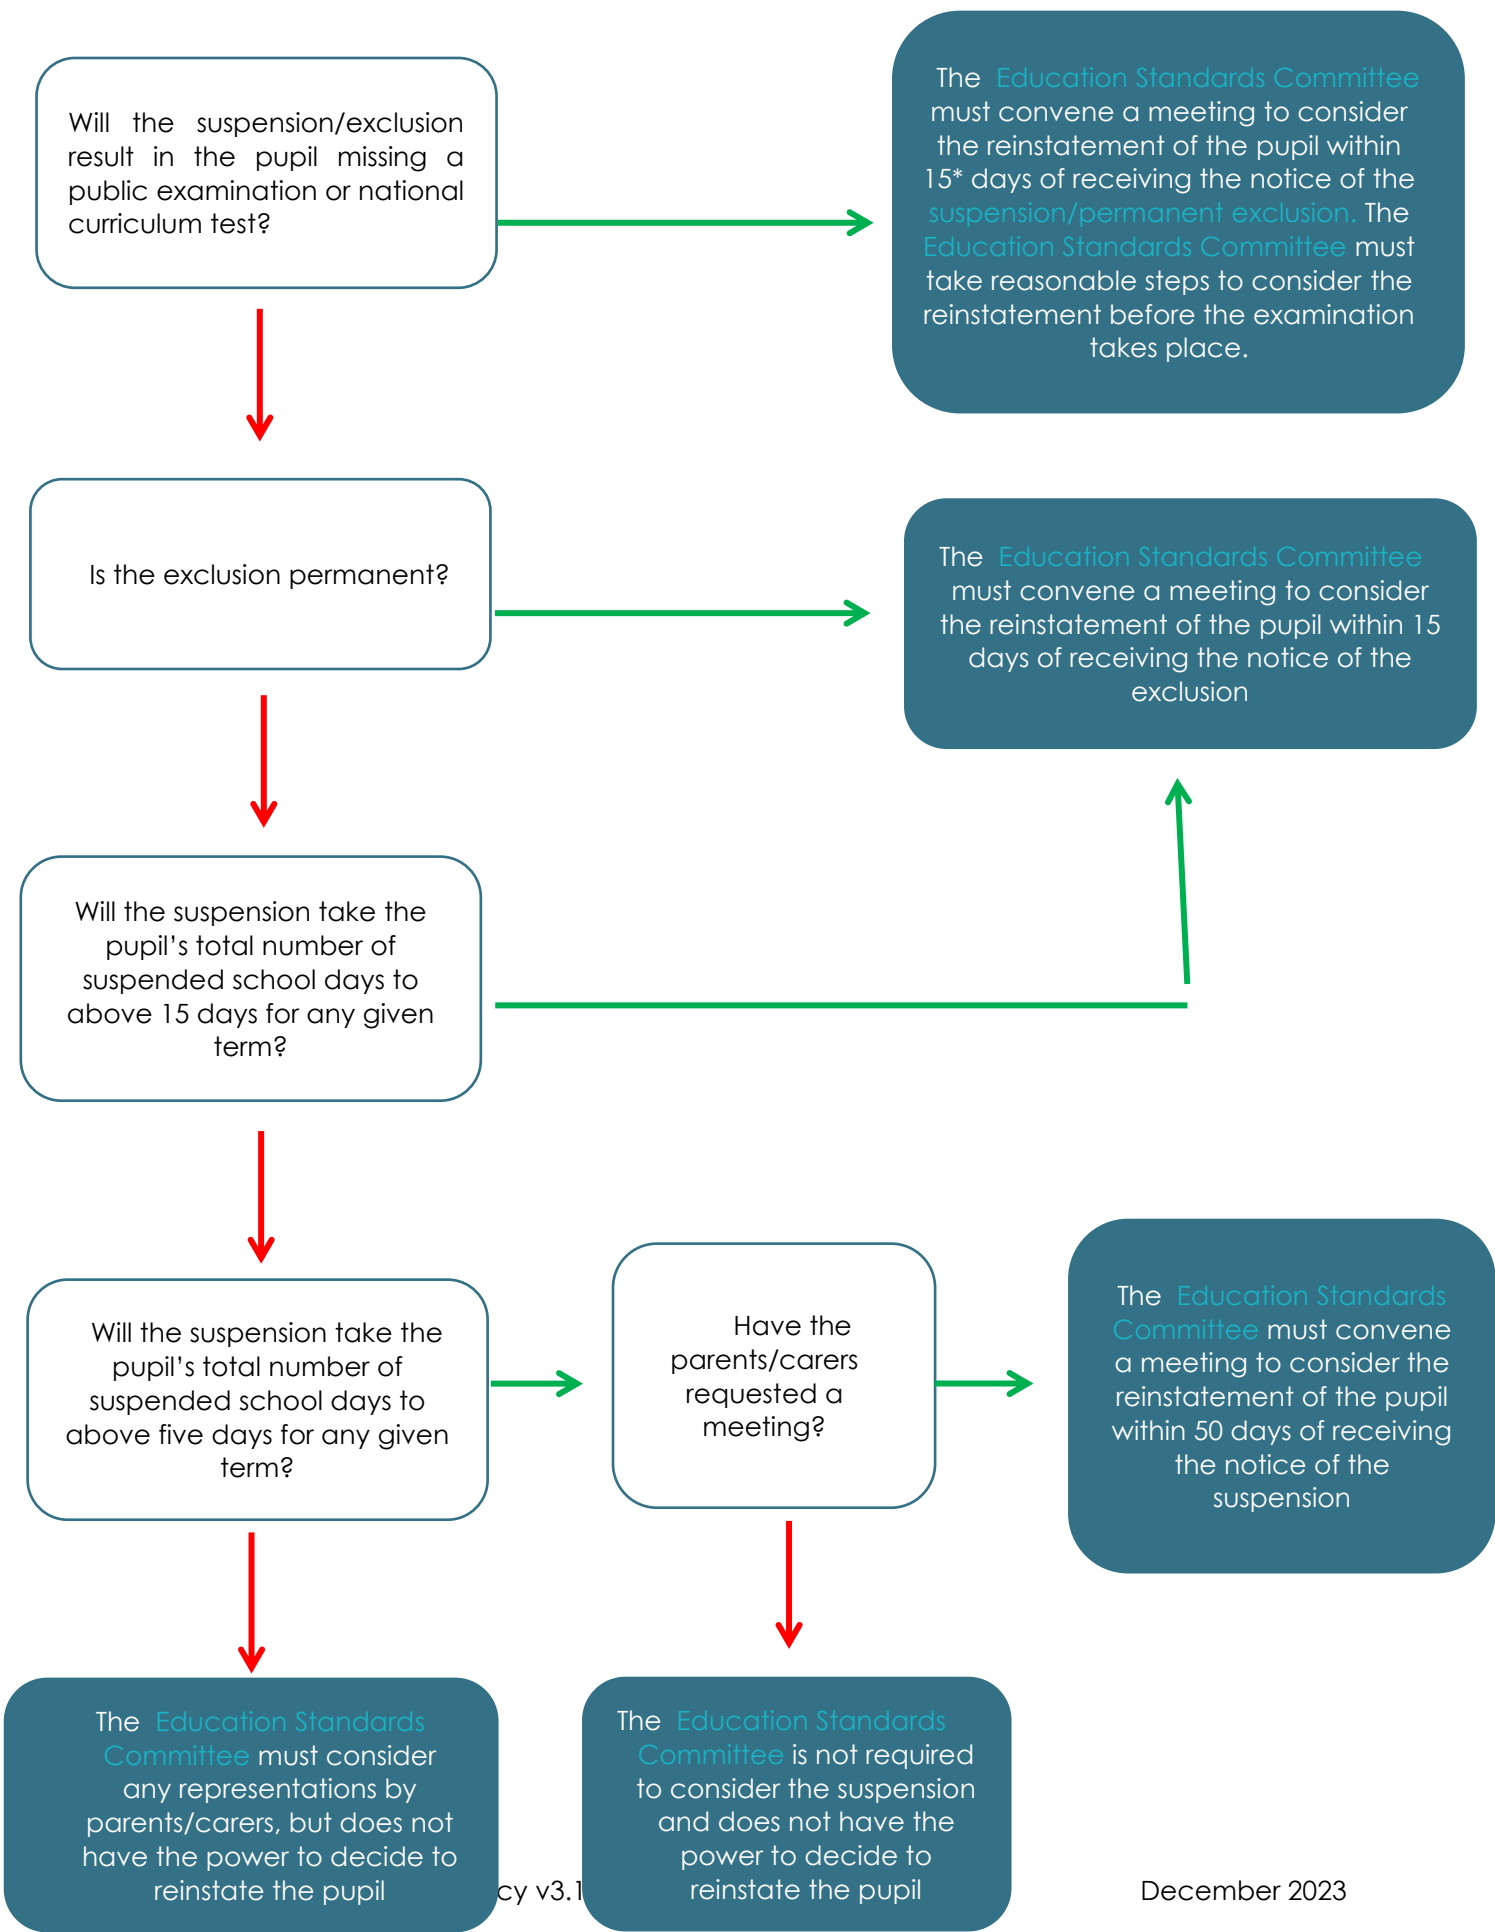 Will the suspension/exclusion
result in the pupil missing a
public examination or national
curriculum test?
The Education Standards Committee
must convene a meeting to consider
the reinstatement of the pupil within
15* days of receiving the notice of the
suspension/permanent exclusion. The
Education Standards Committee must
take reasonable steps to consider the
reinstatement before the examination
takes place.
Is the exclusion permanent?
The Education Standards Committee
must convene a meeting to consider
the reinstatement of the pupil within 15
days of receiving the notice of the
exclusion
Will the suspension take the
pupil’s total number of
suspended school days to
above 15 days for any given
term?
Will the suspension take the
pupil’s total number of
suspended school days to
above five days for any given
term?
Have the
parents/carers
requested a
meeting?
The Education Standards
Committee must convene
a meeting to consider the
reinstatement of the pupil
within 50 days of receiving
the notice of the
suspension
The Education Standards
Committee must consider
any representations by
parents/carers, but does not
have the power to decide to
reinstate the pupil
The Education Standards
Committee is not required
to consider the suspension
and does not have the
power to decide to
reinstate the pupil
cy v3.1
December 2023